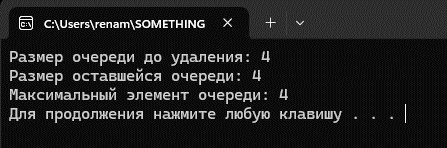 C:\Users\renam\SOMETHING
Размер очереди до удаления: 4
Размер оставшейся очереди: 4
Максимальный элемент очереди: 4
Для продолжения нажмите любую клавишу . . .